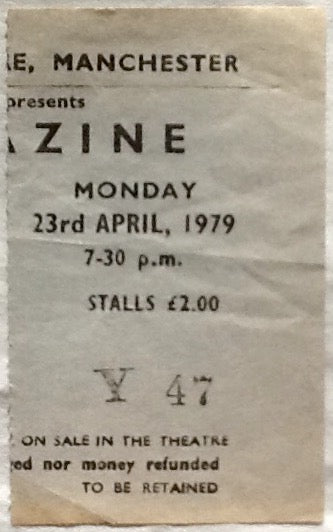 RE, MANCHESTER
presents
AZINE
MONDAY
23rd APRIL, 1979
7-30 p.m.
STALLS £2.00
Y 47
ON SALE IN THE THEATRE
ed nor money refunded
TO BE RETAINED